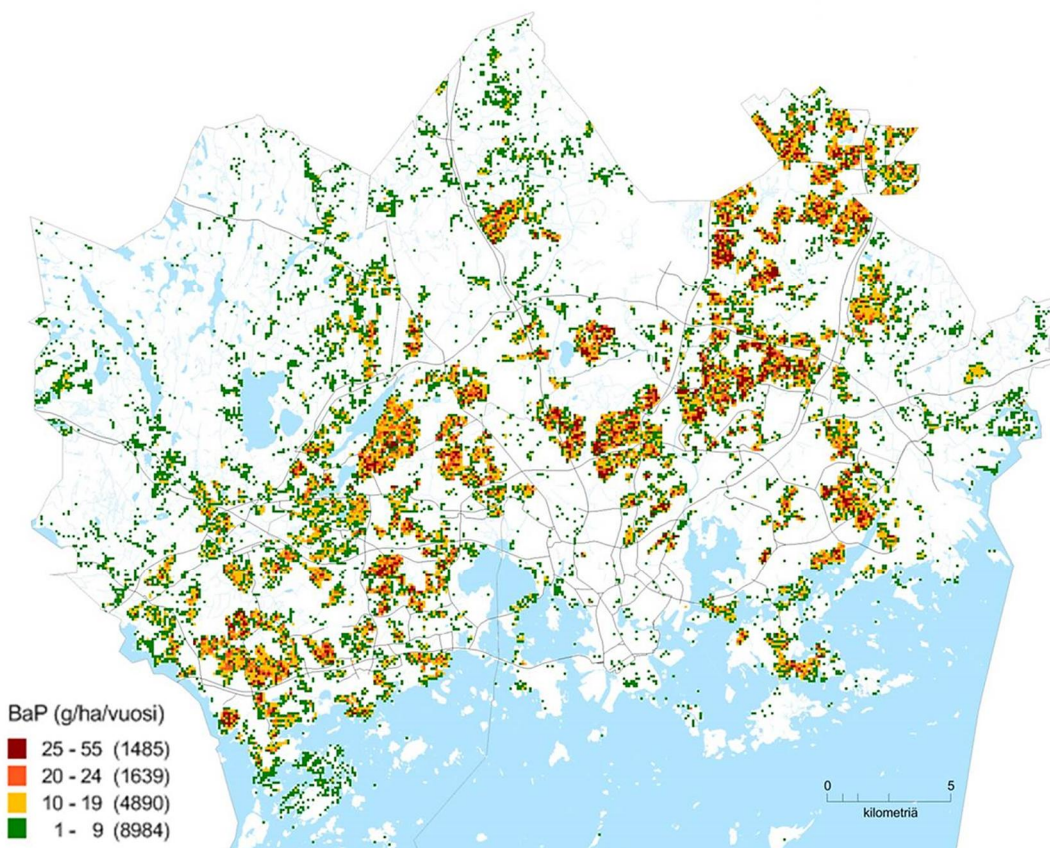 BaP (g/ha/vuosi)
25 - 55 (1485)
20 - 24 (1639)
10 - 19 (4890)
1 - 9 (8984)
0 5
kilometriä